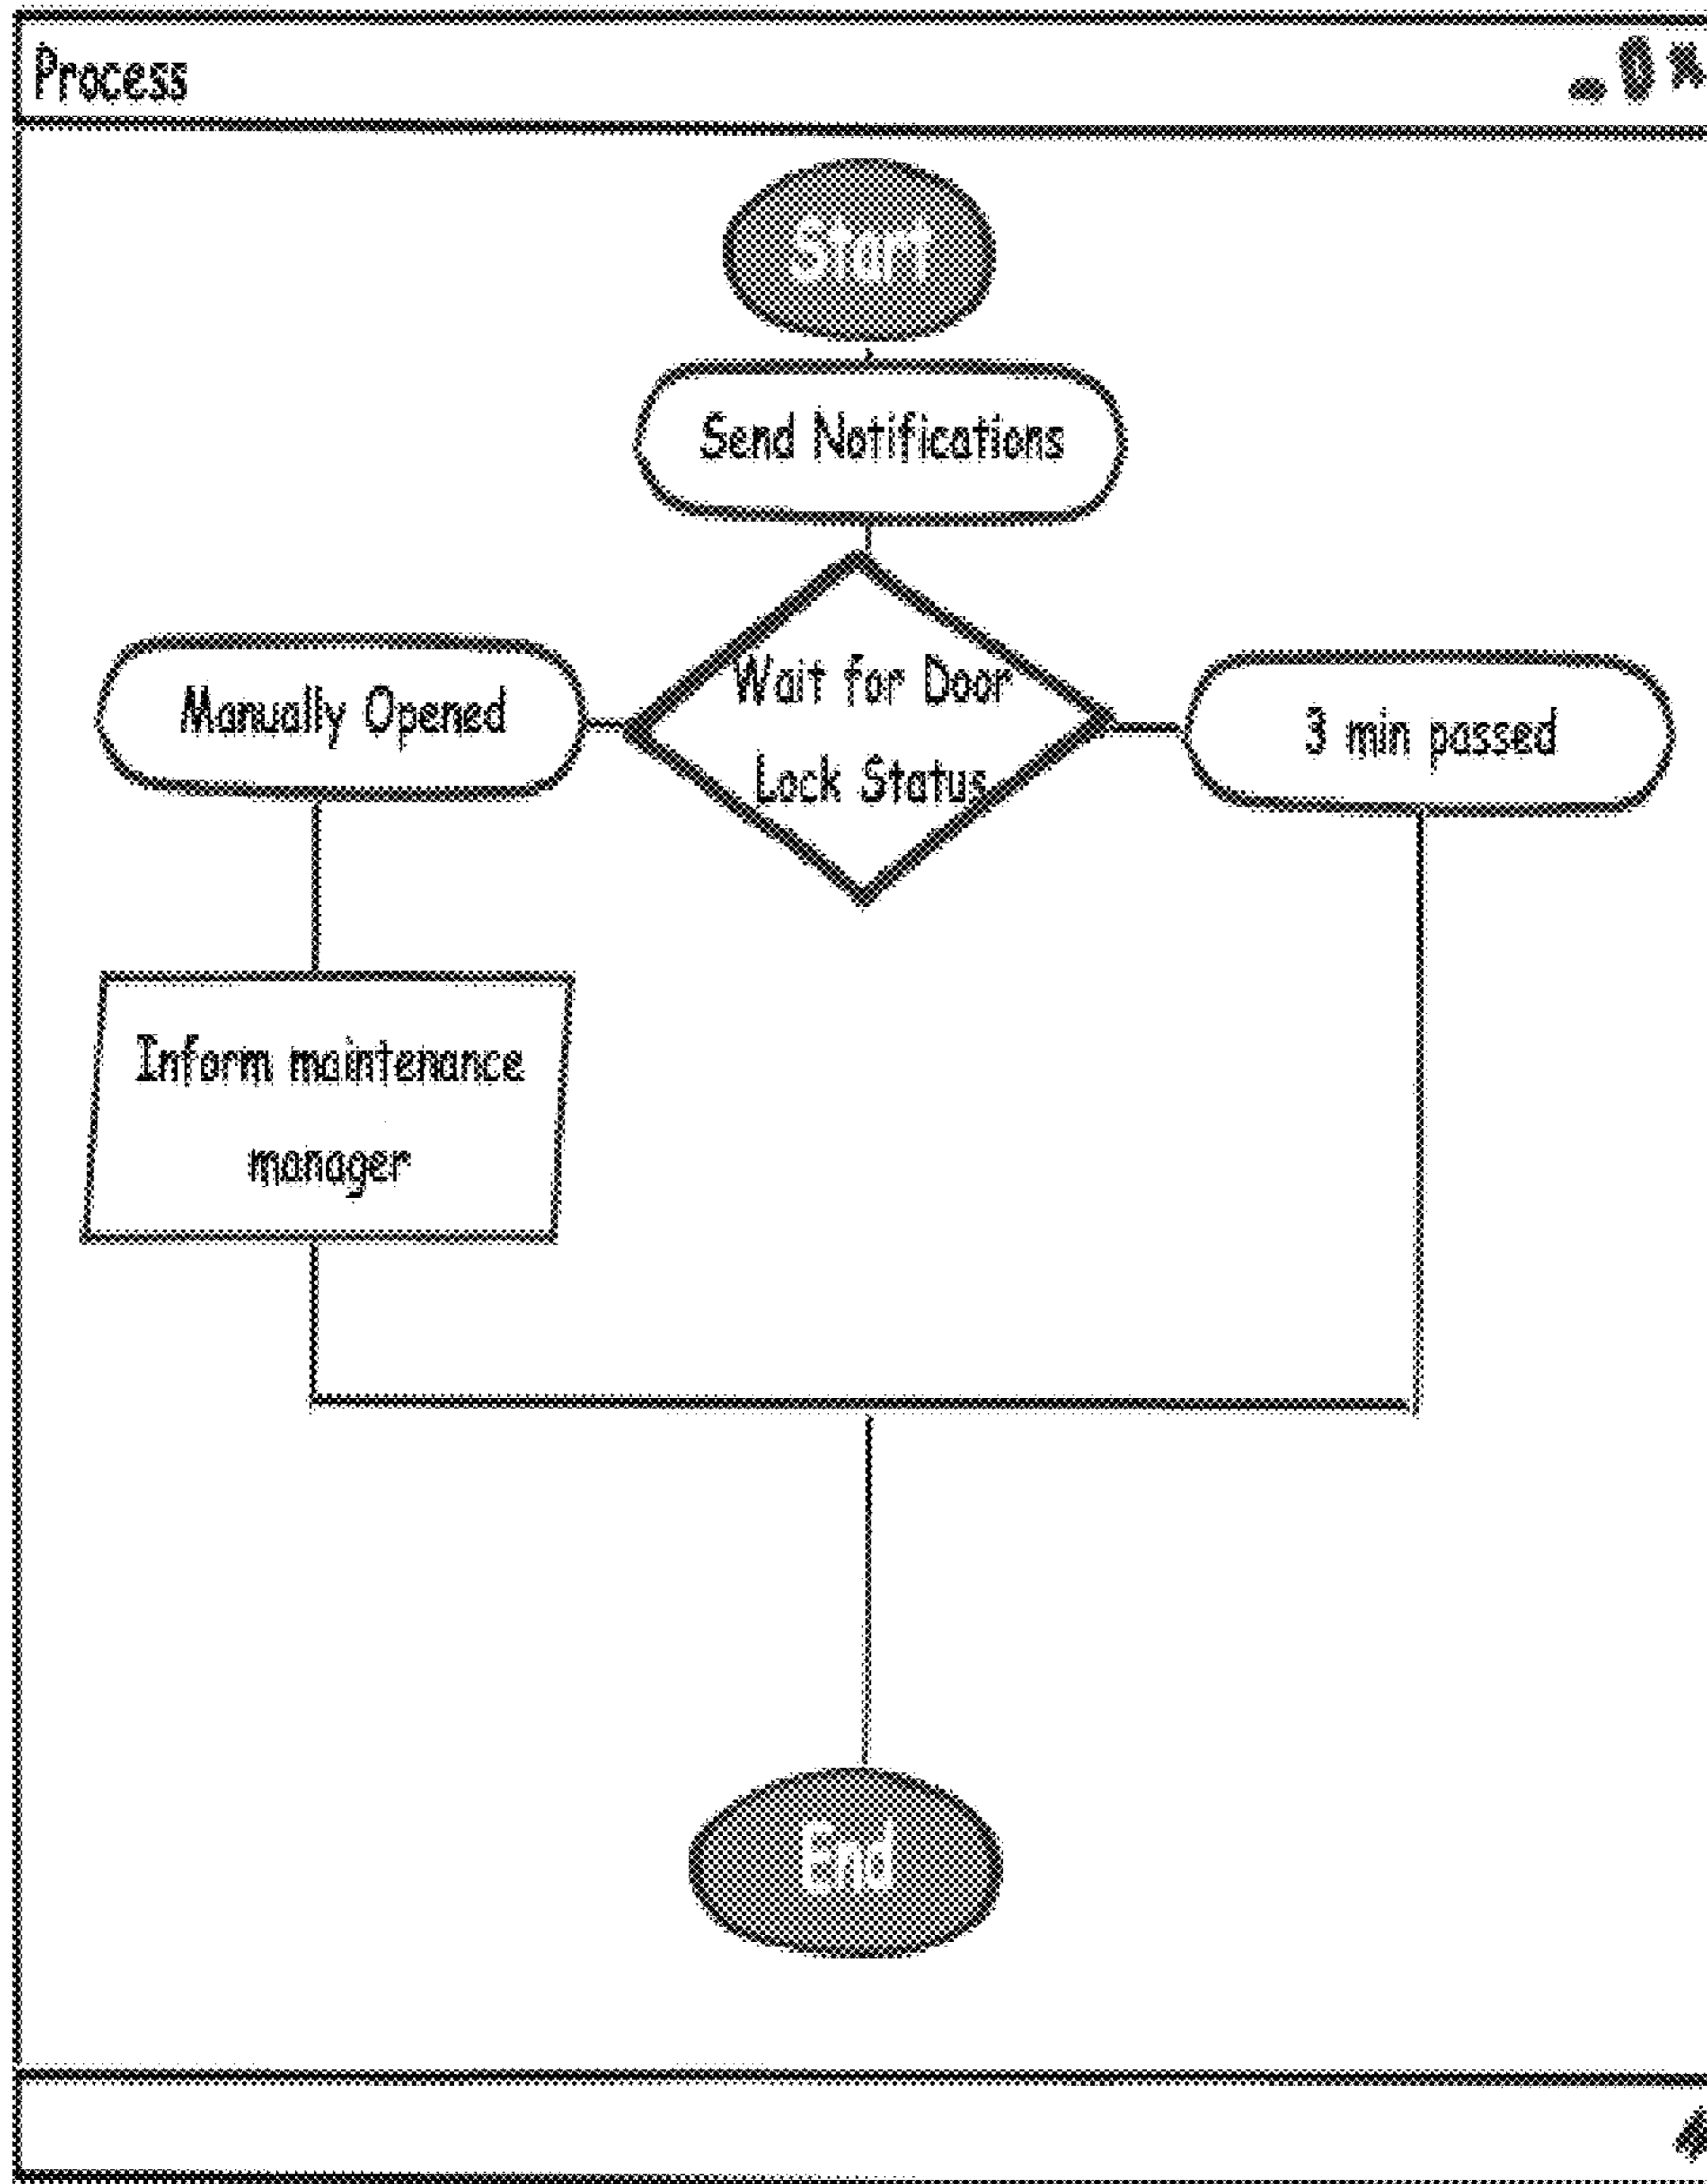 Process
Start
Send Notifications
Wait for Door
Lock Status
Manually Opened
3 min passed
Inform maintenance
manager
End